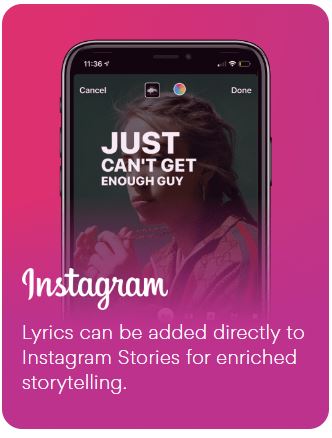 11:36
Cancel
Done
JUST
CAN'T GET
ENOUGH GUY
Instagram
Lyrics can be added directly to
Instagram Stories for enriched
storytelling.